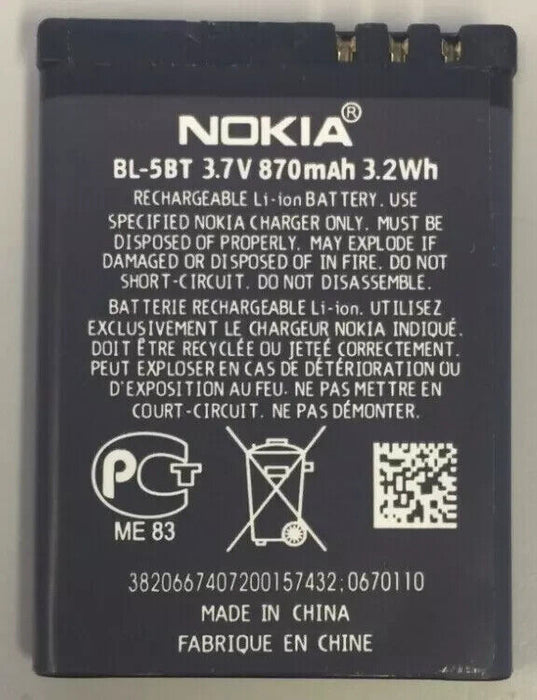 NOKIA®
BL-5BT 3.7V 870mAh 3.2Wh
RECHARGEABLE Li-ion BATTERY. USE
SPECIFIED NOKIA CHARGER ONLY. MUST BE
DISPOSED OF PROPERLY. MAY EXPLODE IF
DAMAGED OR DISPOSED OF IN FIRE. DO NOT
SHORT-CIRCUIT. DO NOT DISASSEMBLE.
BATTERIE RECHARGEABLE Li-ion. UTILISEZ
EXCLUSIVEMENT LE CHARGEUR NOKIA INDIQUÉ.
DOIT ÊTRE RECYCLÉE OU JETEÉ CORRECTEMENT.
PEUT EXPLOSER EN CAS DE DÉTÉRIORATION OU
D'EXPOSITION AU FEU. NE PAS METTRE EN
COURT-CIRCUIT. NE PAS DÉMONTER.
PCT
ME 83
3820667407200157432;0670110
MADE IN CHINA
FABRIQUE EN CHINE